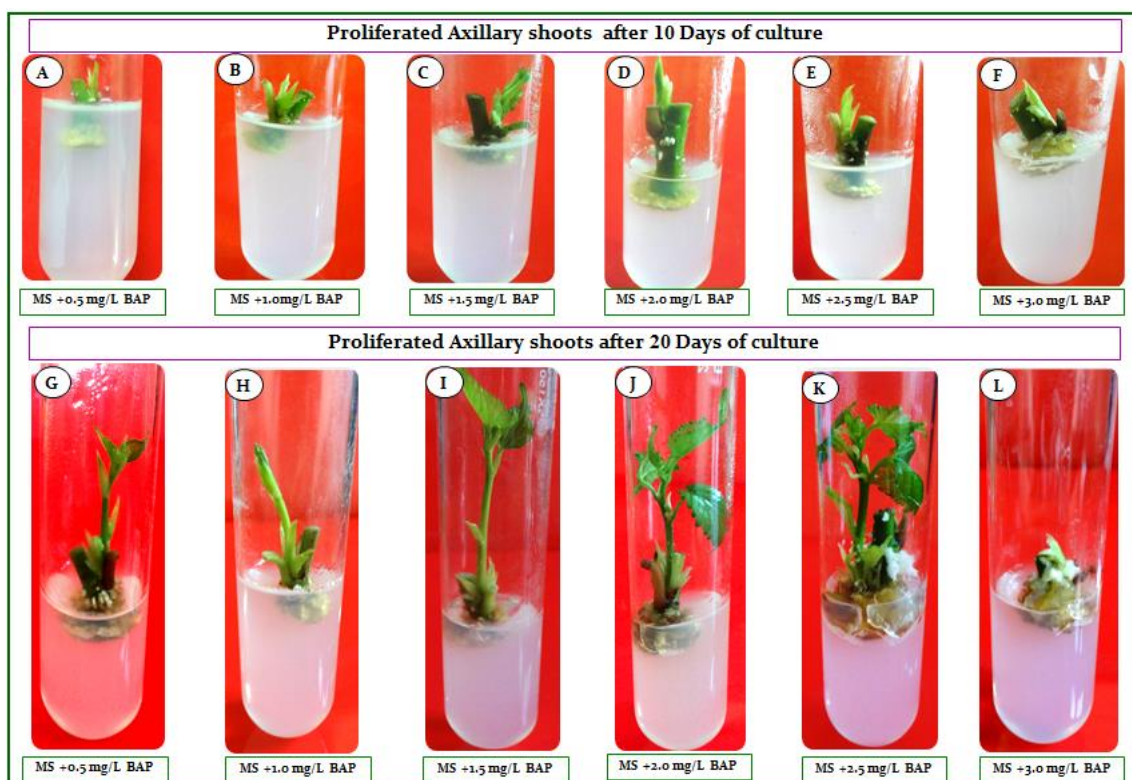 Proliferated Axillary shoots after 10 Days of culture
A
B
C
D
E
F
MS +0.5 mg/L BAP
MS +1.0mg/L BAP
MS +1.5 mg/L BAP
MS +2.0 mg/L BAP
MS +2.5 mg/L BAP
MS +3.0 mg/L BAP
Proliferated Axillary shoots after 20 Days of culture
G
H
I
J
K
L
MS +0.5 mg/L BAP
MS +1.0 mg/L BAP
MS +1.5 mg/L BAP
MS +2.0 mg/L BAP
MS +2.5 mg/L BAP
MS +3.0 mg/L BAP